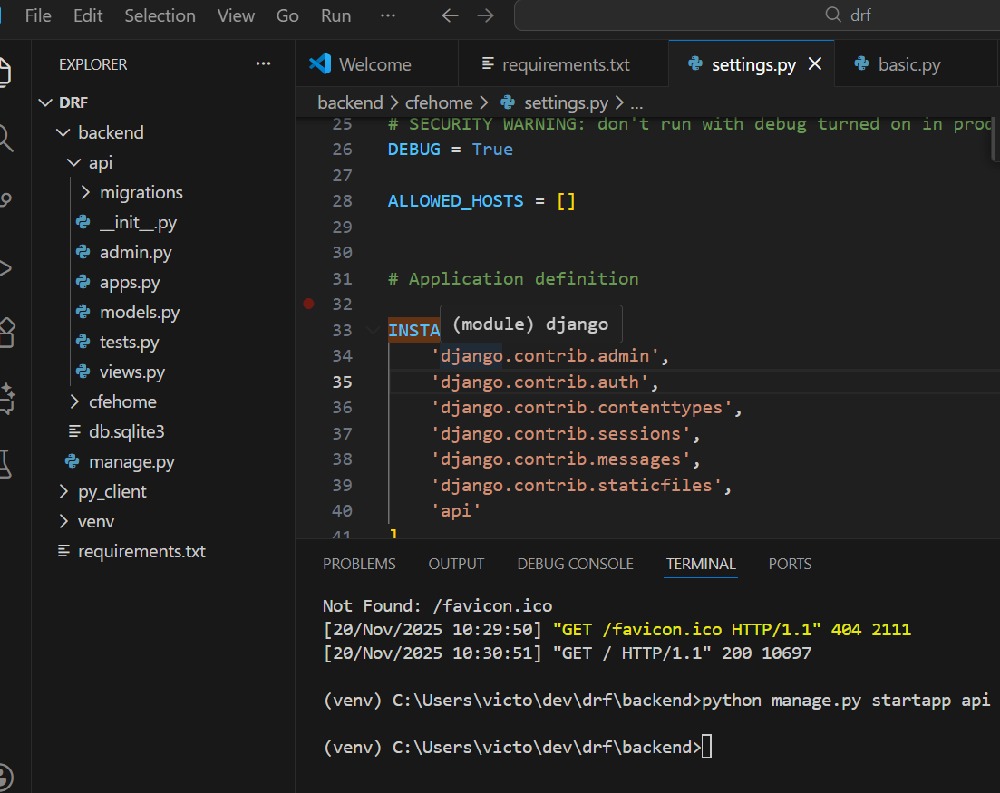 File Edit Selection View Go Run ··· ← → drf
EXPLORER ···
DRF
backend
api
migrations
__init__.py
admin.py
apps.py
models.py
tests.py
views.py
cfehome
db.sqlite3
manage.py
py_client
venv
requirements.txt
Welcome requirements.txt settings.py basic.py
backend > cfehome > settings.py > ...
25 # SECURITY WARNING: don't run with debug turned on in prod
26 DEBUG = True
27
28 ALLOWED_HOSTS = []
29
30
31 # Application definition
32
33 INSTA
(module) django
34 'django.contrib.admin',
35 'django.contrib.auth',
36 'django.contrib.contenttypes',
37 'django.contrib.sessions',
38 'django.contrib.messages',
39 'django.contrib.staticfiles',
40 'api'
41 ]
PROBLEMS OUTPUT DEBUG CONSOLE TERMINAL PORTS
Not Found: /favicon.ico
[20/Nov/2025 10:29:50] "GET /favicon.ico HTTP/1.1" 404 2111
[20/Nov/2025 10:30:51] "GET / HTTP/1.1" 200 10697
(venv) C:\Users\victo\dev\drf\backend>python manage.py startapp api
(venv) C:\Users\victo\dev\drf\backend>